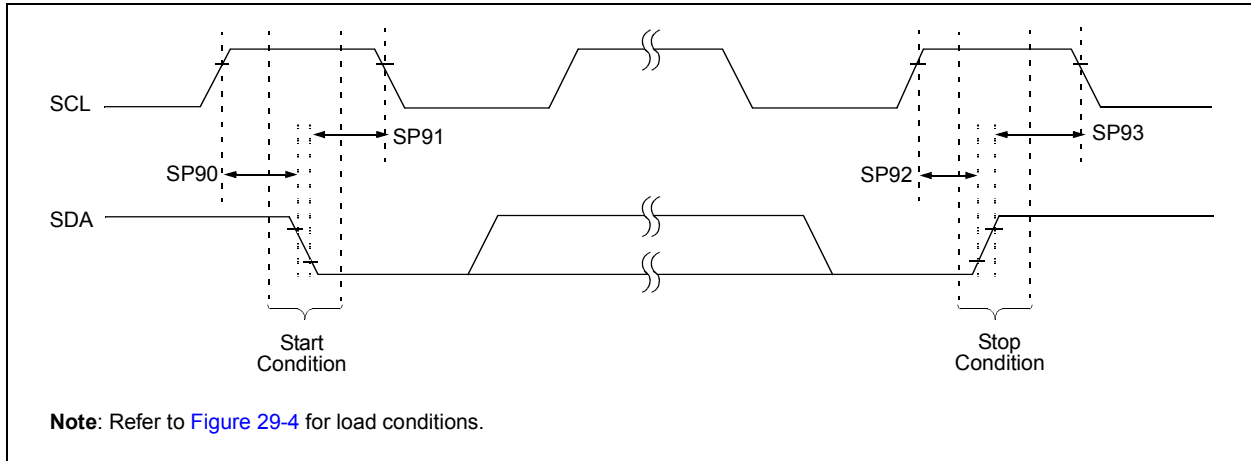 SCL
SP91
SP93
SP90
SP92
SDA
Start
Condition
Stop
Condition
Note: Refer to Figure 29-4 for load conditions.